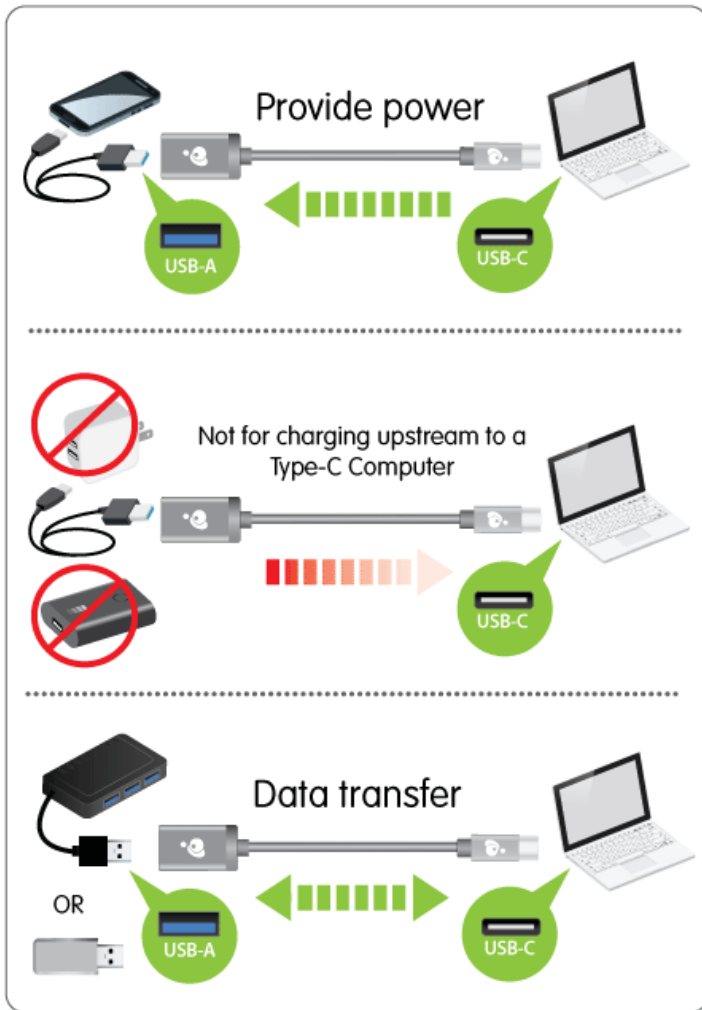 Provide power
USB-A
USB-C
Not for charging upstream to a
Type-C Computer
USB-C
Data transfer
OR
USB-A
USB-C